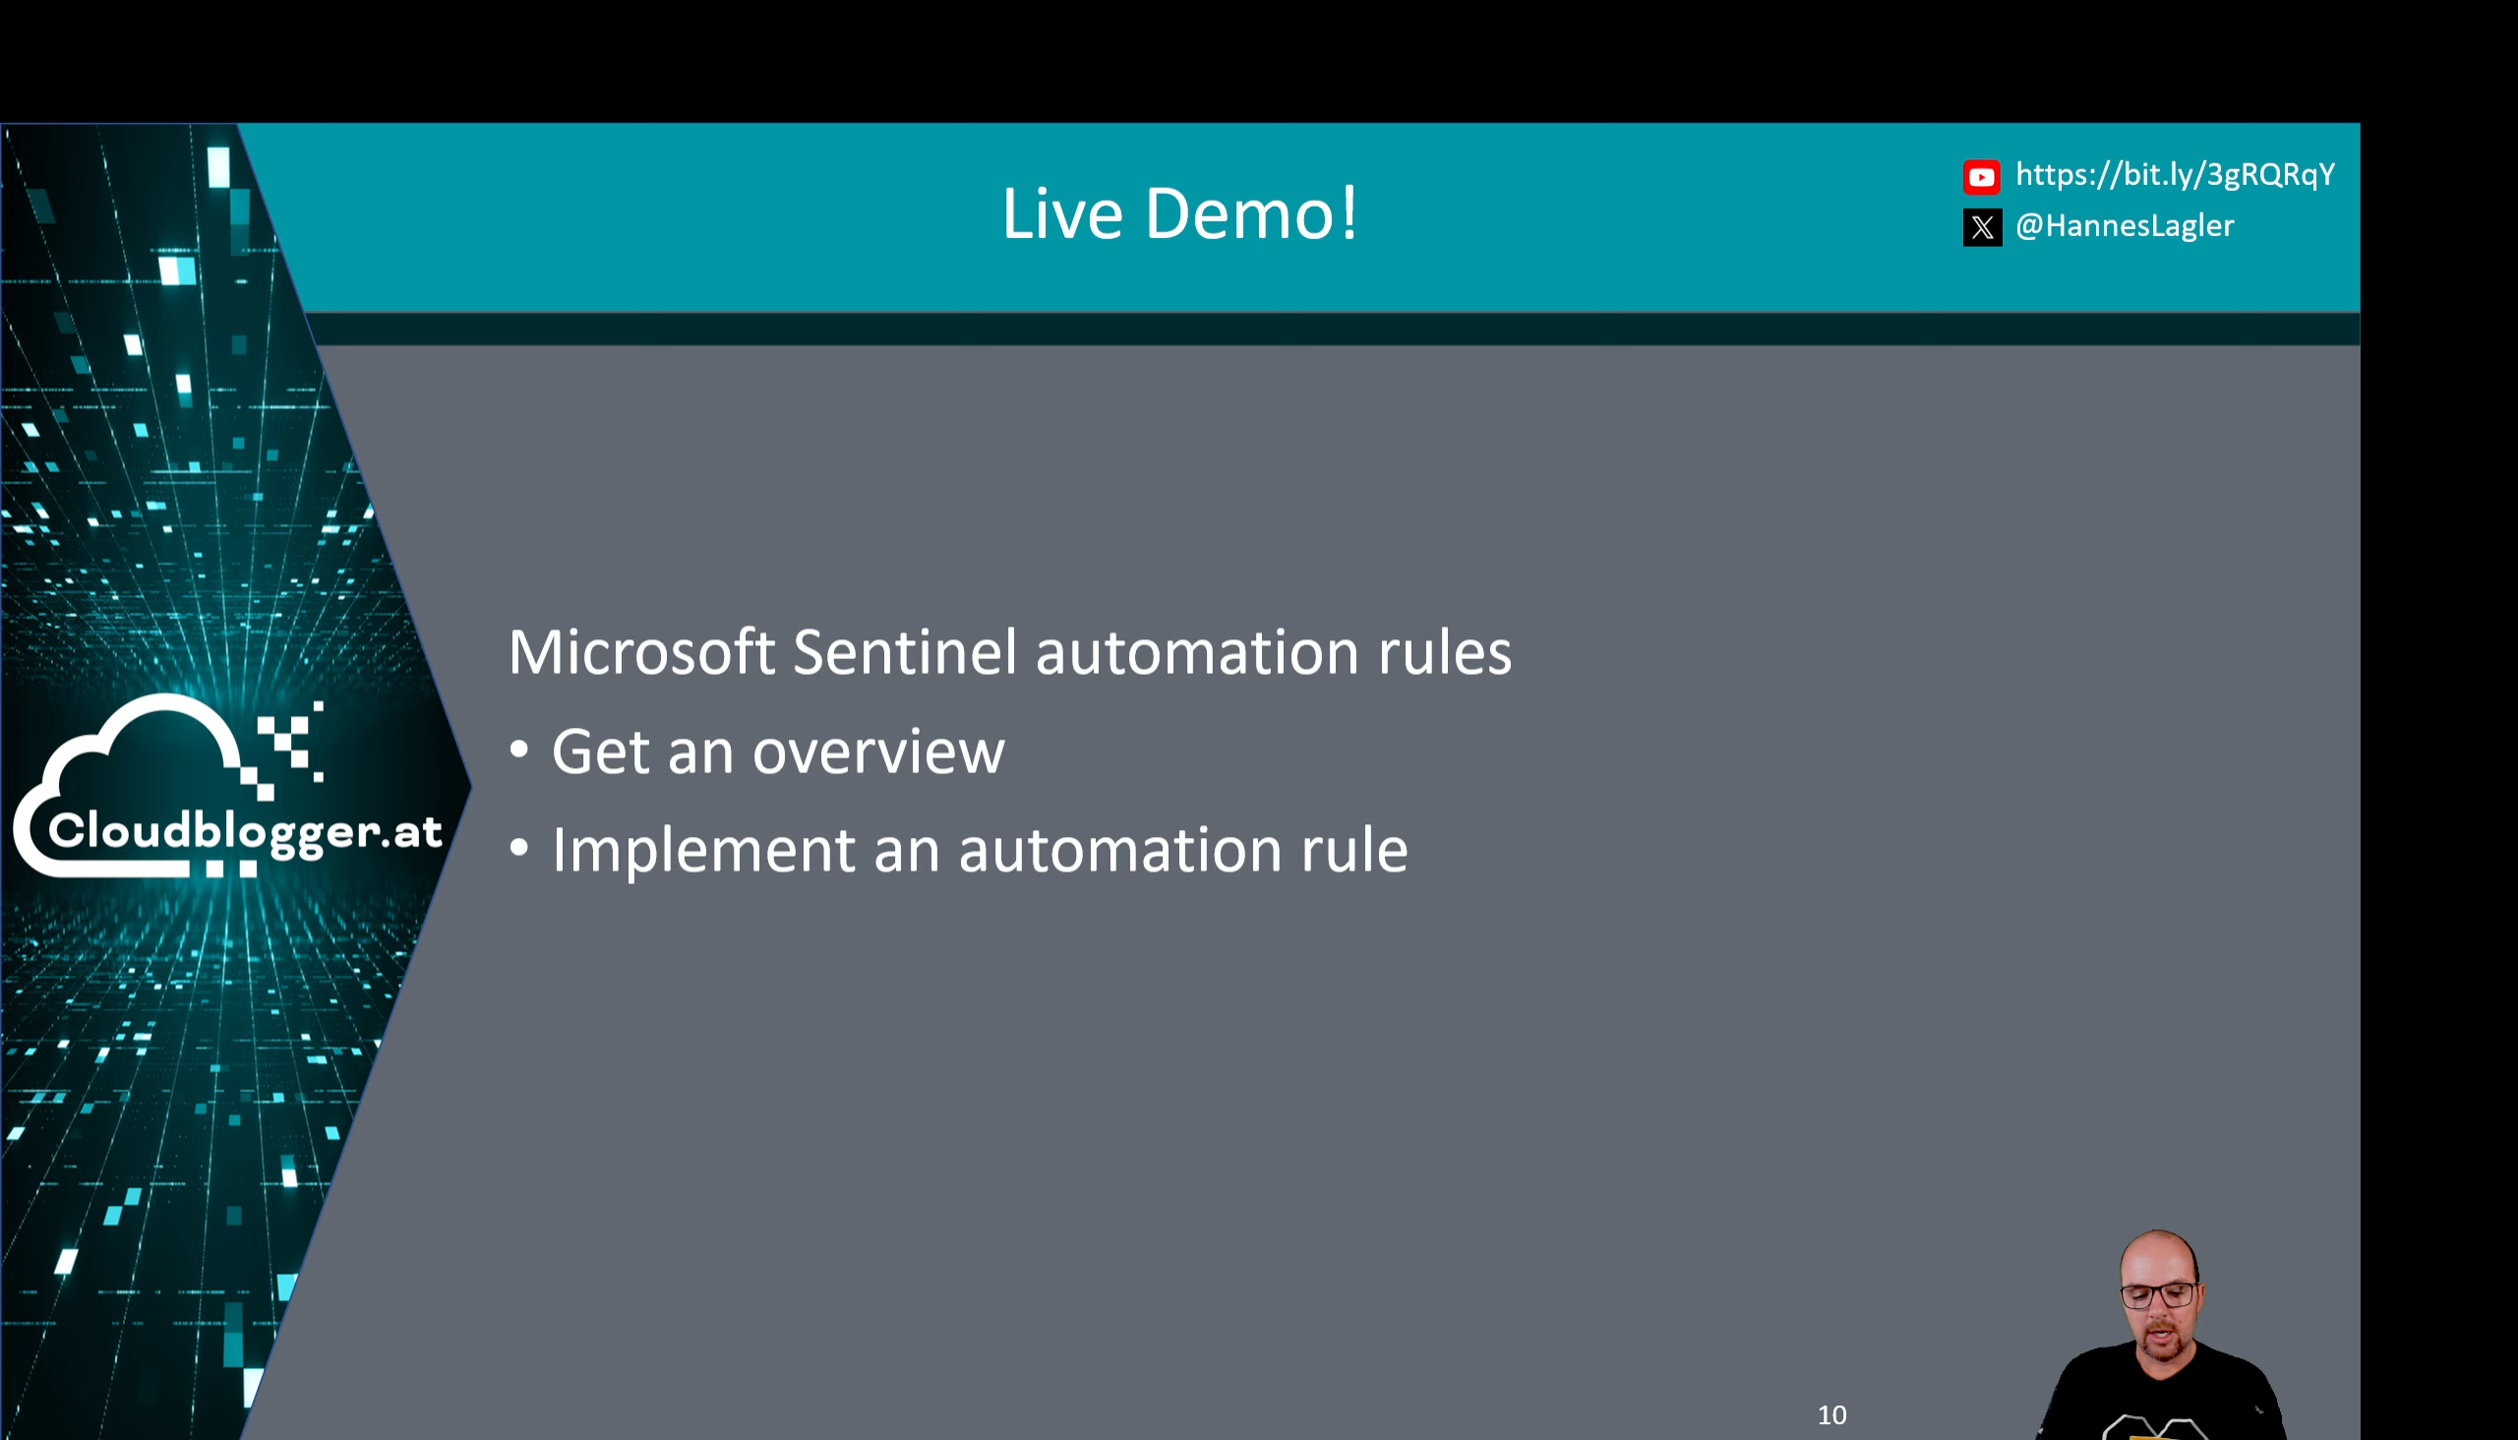 Live Demo!
https://bit.ly/3gRQRqY
@HannesLagler
Microsoft Sentinel automation rules
• Get an overview
• Implement an automation rule
Cloudblogger.at
10